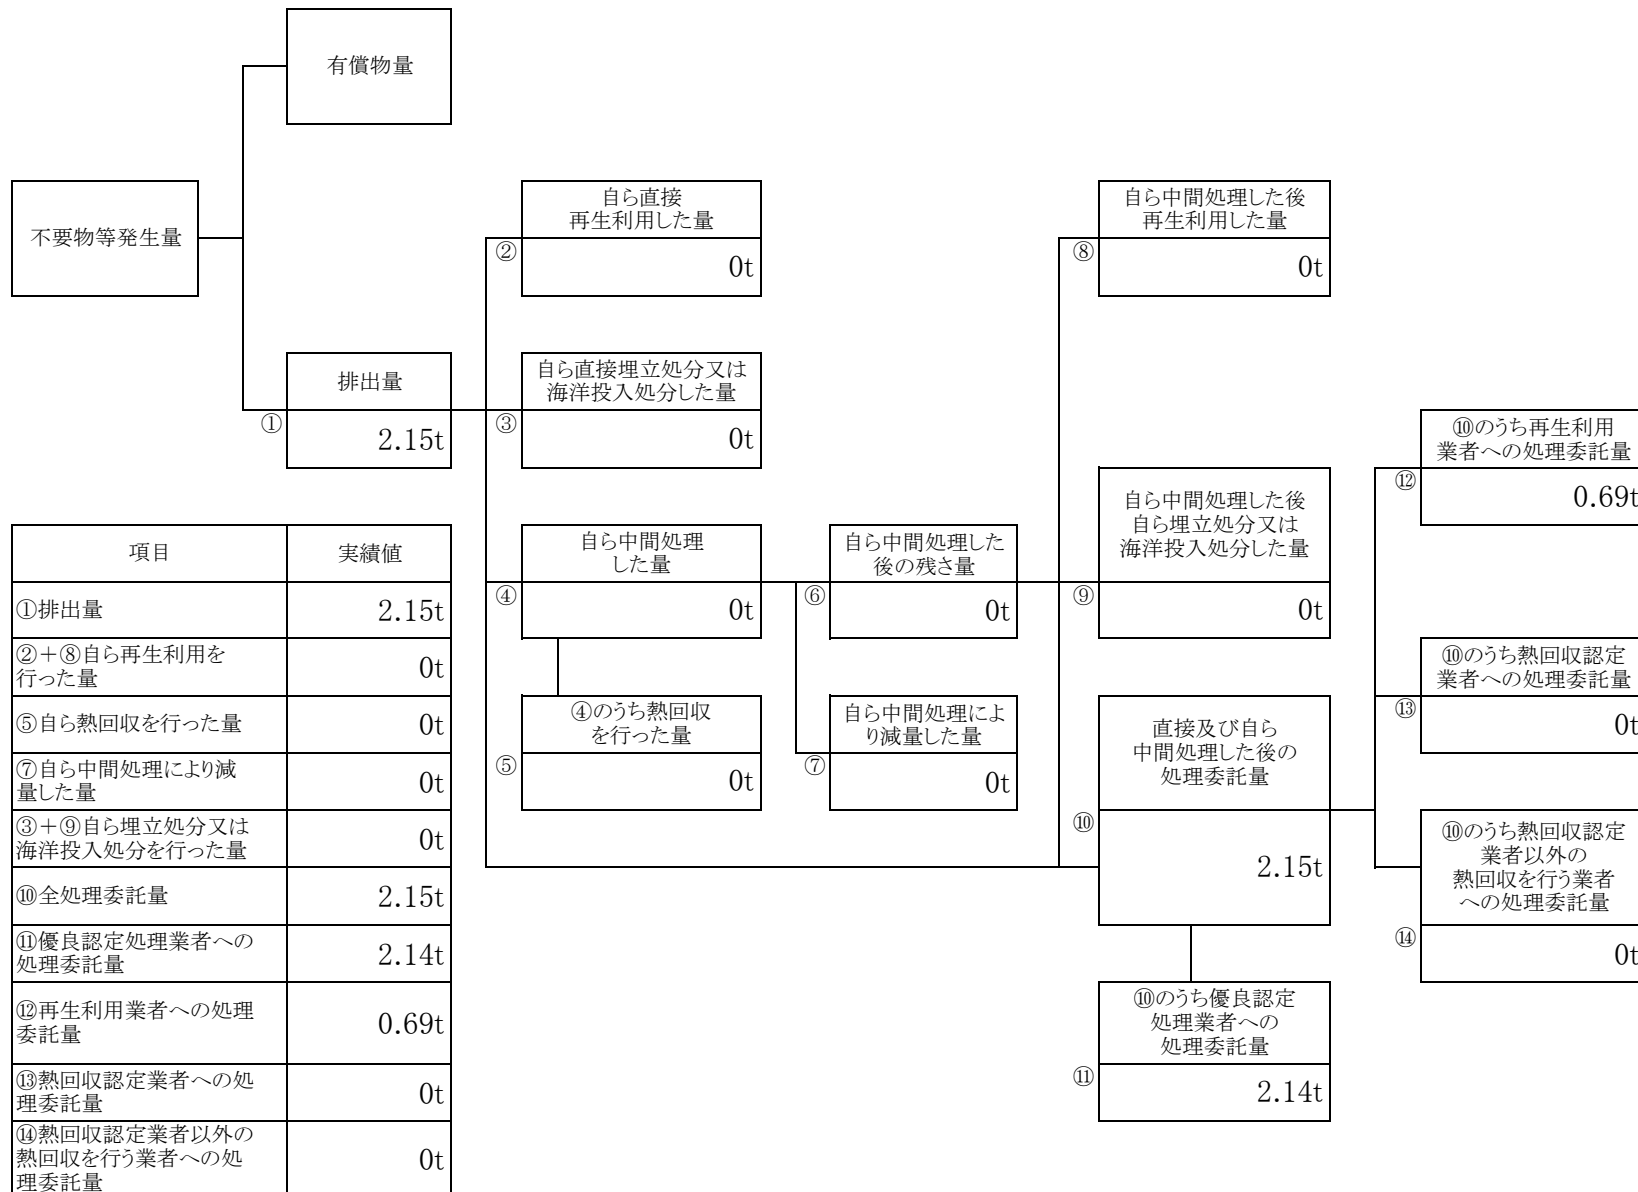 有償物量
不要物等発生量
自ら直接
再生利用した量
②
0t
自ら中間処理した後
再生利用した量
⑧
0t
排出量
①
2.15t
自ら直接埋立処分又は
海洋投入処分した量
③
0t
⑩のうち再生利用
業者への処理委託量
⑫
0.69t
自ら中間処理した後
自ら埋立処分又は
海洋投入処分した量
⑨
0t
自ら中間処理
した量
④
0t
自ら中間処理した
後の残さ量
⑥
0t
⑩のうち熱回収認定
業者への処理委託量
⑬
0t
④のうち熱回収
を行った量
⑤
0t
自ら中間処理によ
り減量した量
⑦
0t
直接及び自ら
中間処理した後の
処理委託量
⑩
2.15t
⑩のうち熱回収認定
業者以外の
熱回収を行う業者
への処理委託量
⑭
0t
⑩のうち優良認定
処理業者への
処理委託量
⑪
2.14t
項目 実績値
①排出量 2.15t
②+⑧自ら再生利用を
行った量 0t
⑤自ら熱回収を行った量 0t
⑦自ら中間処理により減
量した量 0t
③+⑨自ら埋立処分又は
海洋投入処分を行った量 0t
⑩全処理委託量 2.15t
⑪優良認定処理業者への
処理委託量 2.14t
⑫再生利用業者への処理
委託量 0.69t
⑬熱回収認定業者への処
理委託量 0t
⑭熱回収認定業者以外の
熱回収を行う業者への処
理委託量 0t